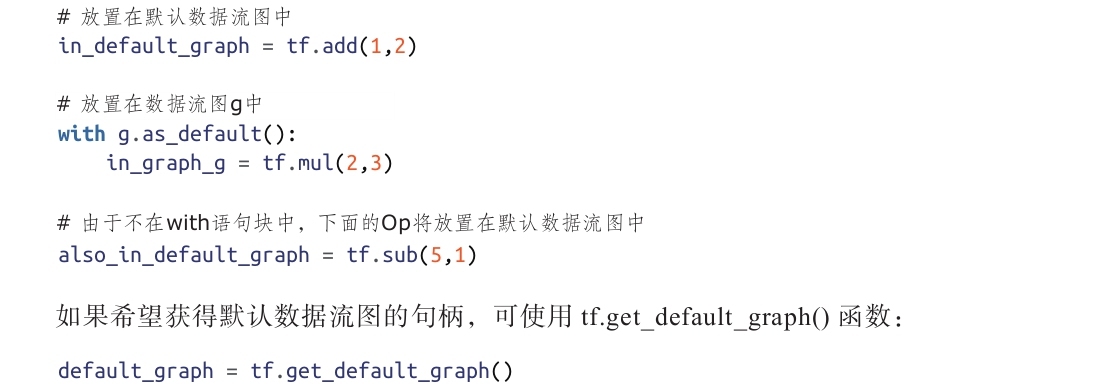 # 放置在默认数据流图中
in_default_graph = tf.add(1,2)
# 放置在数据流图g中
with g.as_default():
    in_graph_g = tf.mul(2,3)
# 由于不在with语句块中，下面的Op将放置在默认数据流图中
also_in_default_graph = tf.sub(5,1)
如果希望获得默认数据流图的句柄，可使用 tf.get_default_graph() 函数：
default_graph = tf.get_default_graph()